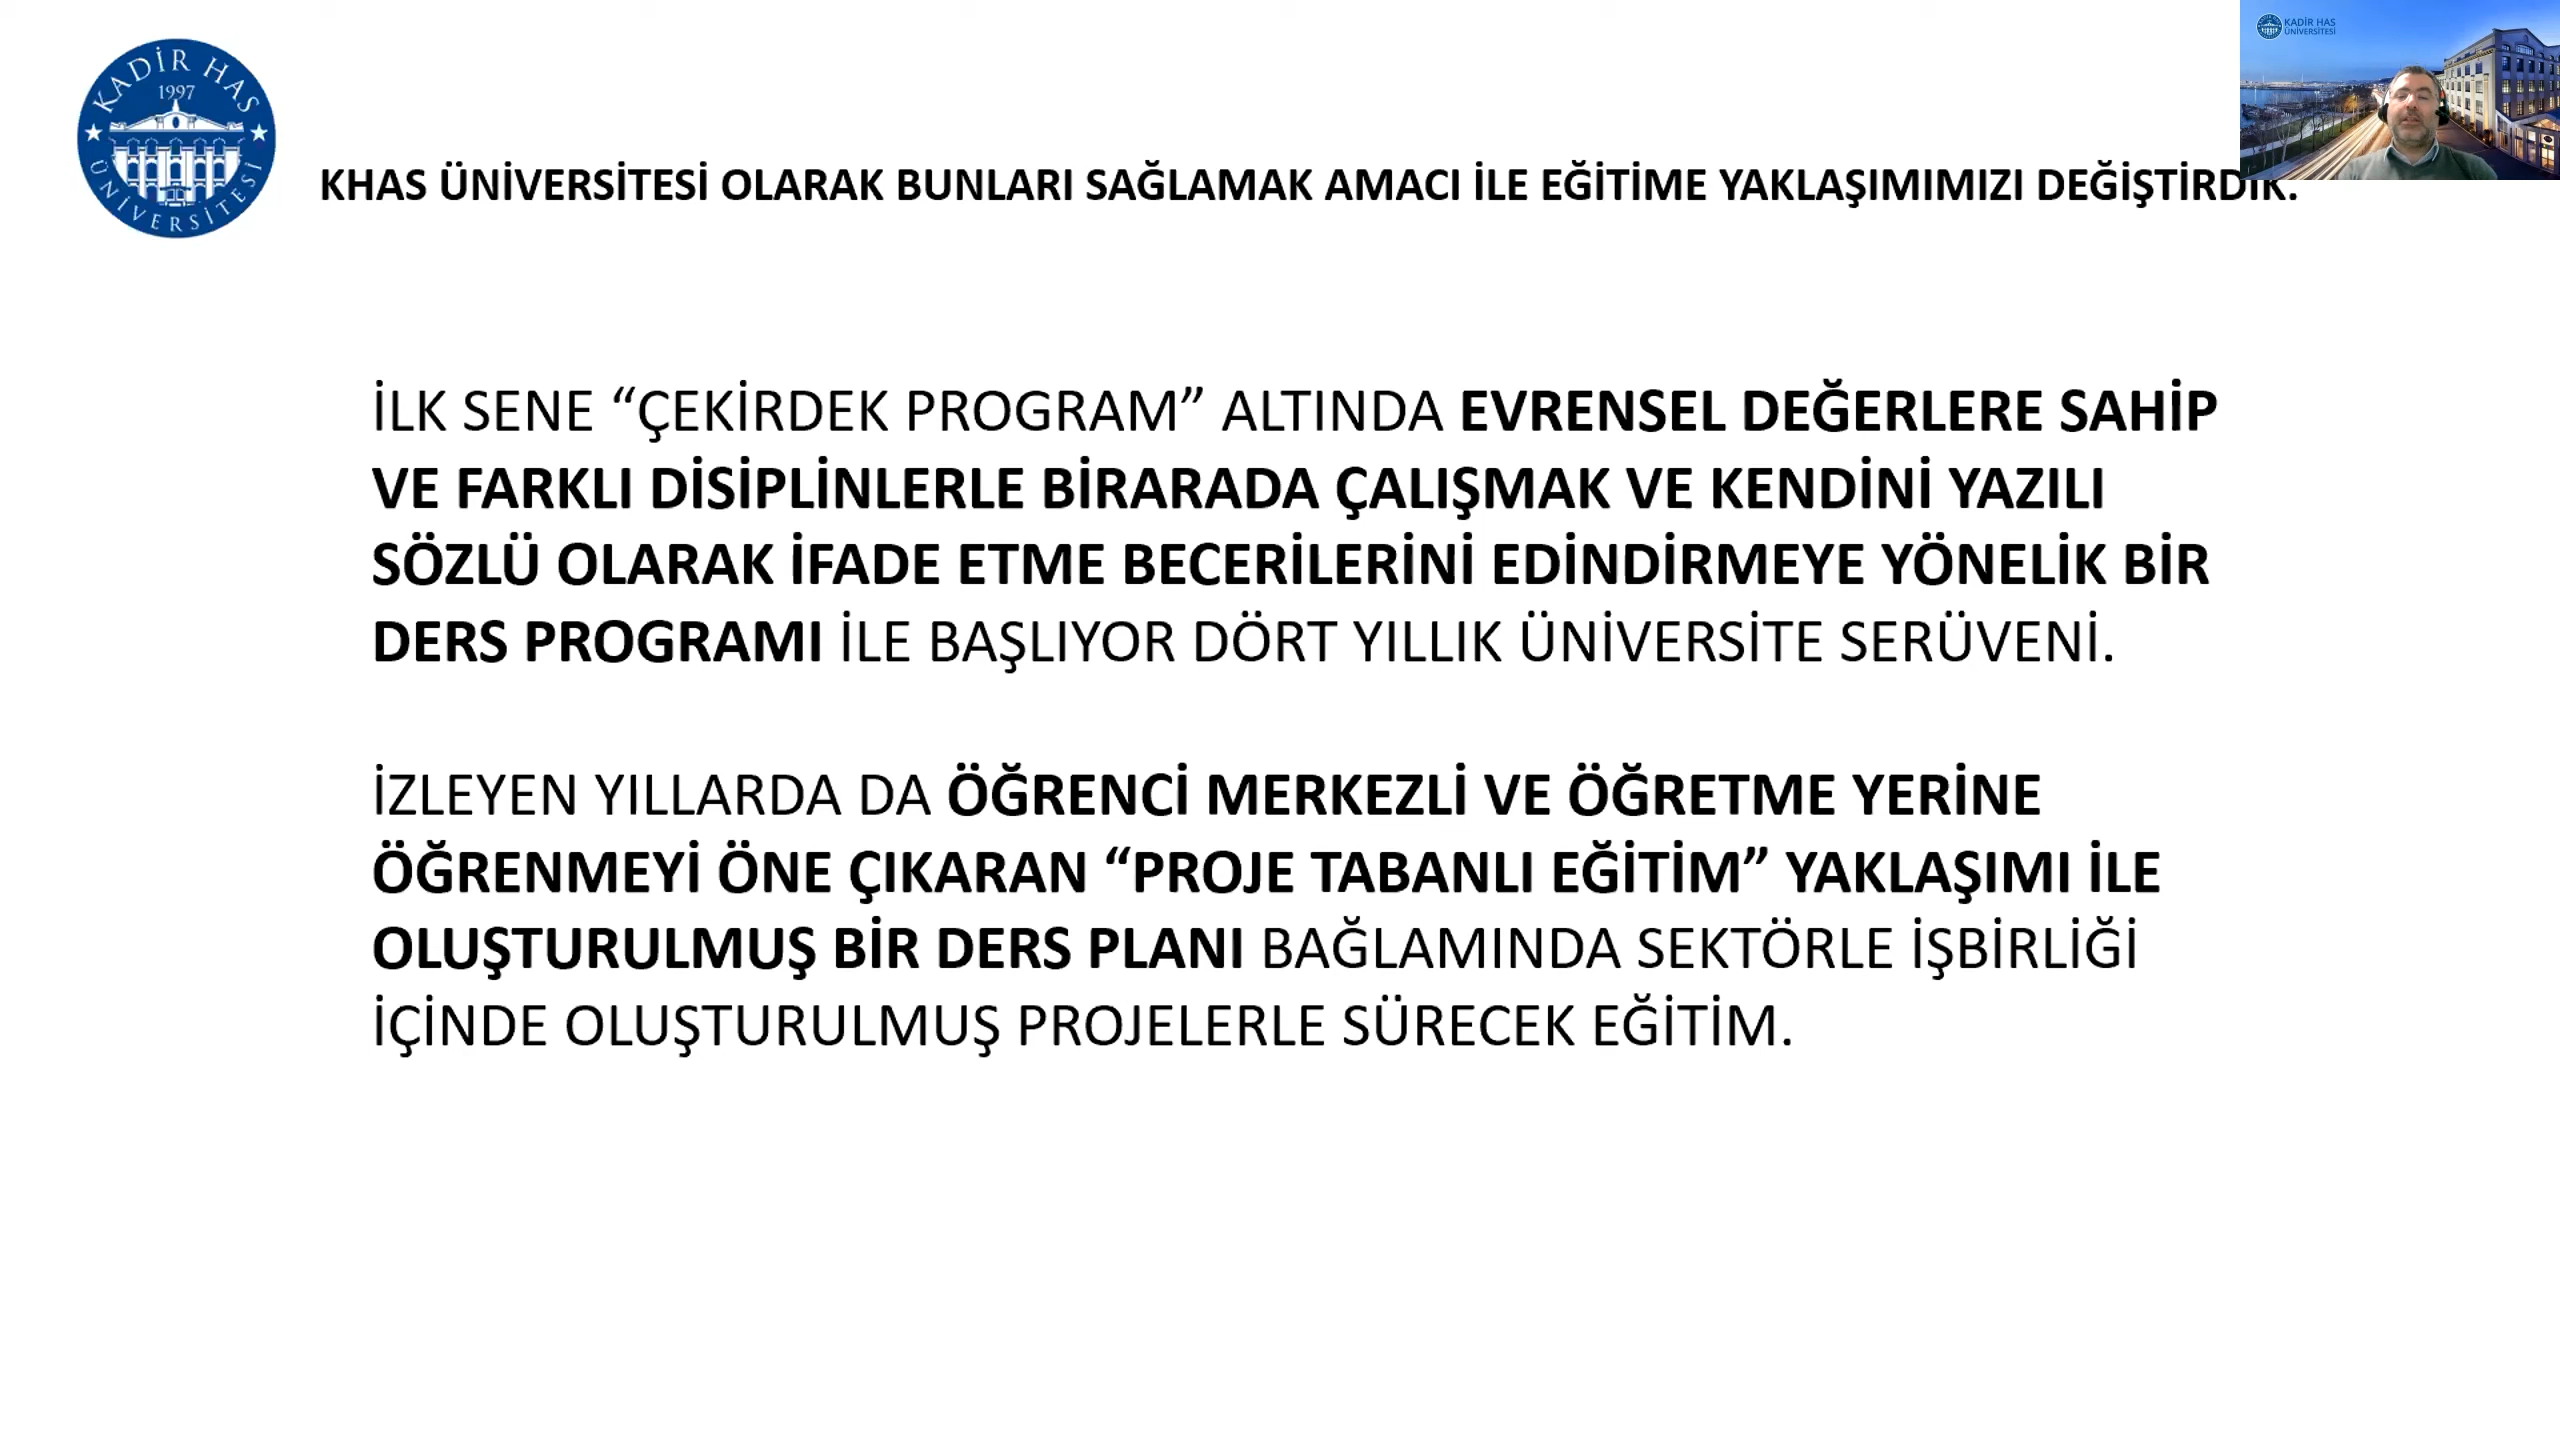 KADİR HAS
1997
ÜNİVERSİTESİ
KADİR HAS
ÜNİVERSİTESİ
KHAS ÜNİVERSİTESİ OLARAK BUNLARI SAĞLAMAK AMACI İLE EĞİTİME YAKLAŞIMIMIZI DEĞİŞTİRDİK.
İLK SENE “ÇEKİRDEK PROGRAM” ALTINDA EVRENSEL DEĞERLERE SAHİP
VE FARKLI DİSİPLİNLERLE BİRARADA ÇALIŞMAK VE KENDİNİ YAZILI
SÖZLÜ OLARAK İFADE ETME BECERİLERİNİ EDİNDİRMEYE YÖNELİK BİR
DERS PROGRAMI İLE BAŞLIYOR DÖRT YILLIK ÜNİVERSİTE SERÜVENİ.
İZLEYEN YILLARDA DA ÖĞRENCİ MERKEZLİ VE ÖĞRETME YERİNE
ÖĞRENMEYİ ÖNE ÇIKARAN “PROJE TABANLI EĞİTİM” YAKLAŞIMI İLE
OLUŞTURULMUŞ BİR DERS PLANI BAĞLAMINDA SEKTÖRLE İŞBİRLİĞİ
İÇİNDE OLUŞTURULMUŞ PROJELERLE SÜRECEK EĞİTİM.